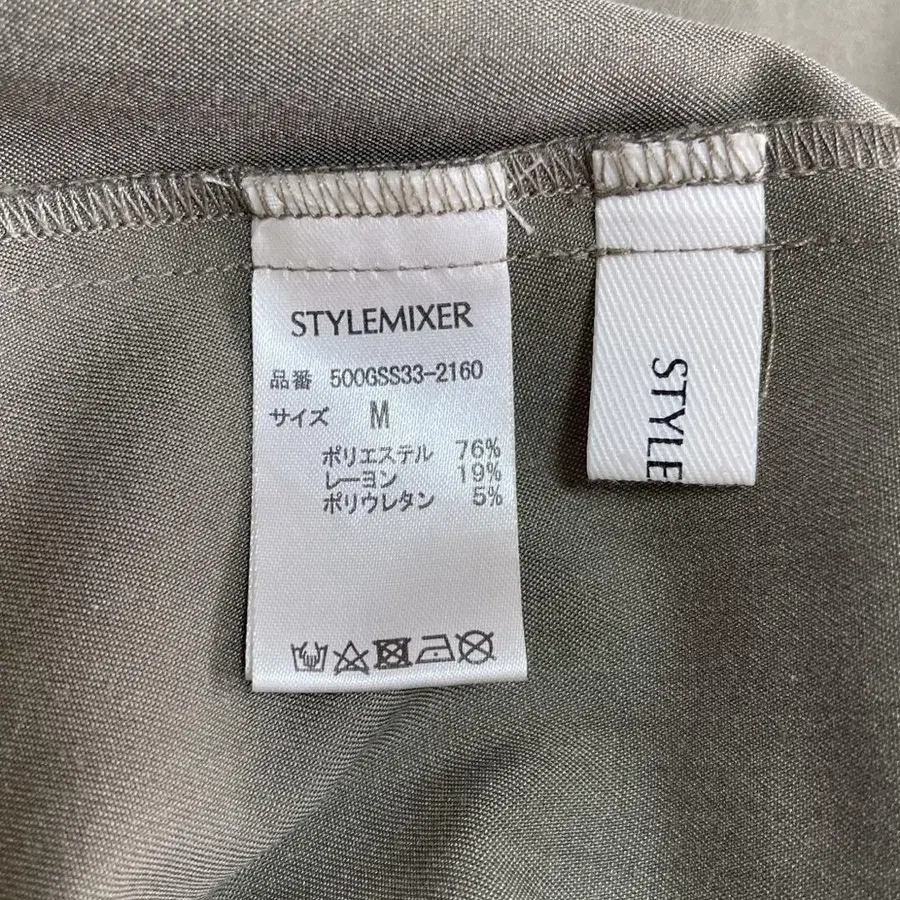 STYLEMIXER
品番 500GSS33-2160
サイズ M
ポリエステル 76%
レーヨン 19%
ポリウレタン 5%
STYLE